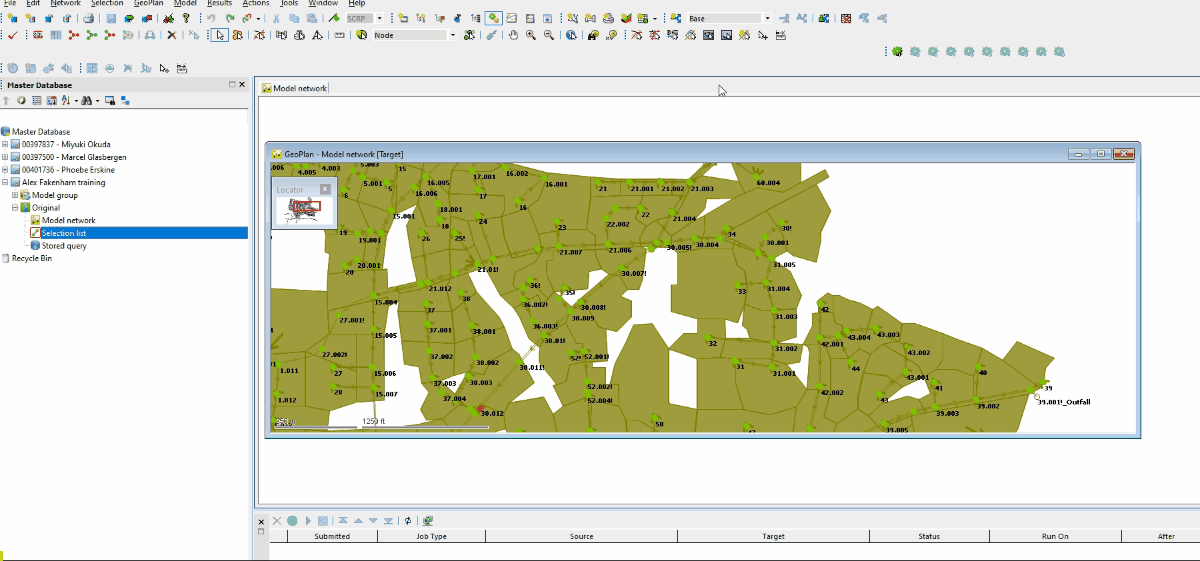 File Edit Network Selection GeoPlan Model Results Actions Tools Window Help
SCRP
Base
Node
Master Database
Model network
Master Database
00397837 - Miyuki Okuda
00397500 - Marcel Glasbergen
00401736 - Phoebe Erskine
Alex Fakenham training
Model group
Original
Model network
Selection list
Stored query
Recycle Bin
GeoPlan - Model network [Target]
Locator
.006 4.005 4.003 5.003 15 17.001 16.002 16.001 21 21.001 21.002 21.003 60.004
6 5.001 5 16.005 16.006 17
15.001 18.001 16 22 22.002 21.004
18 24 23 34 30!
19 19.001 26 25! 21.007 21.006 30.005! 30.004 30.001
20 20.001 21.01! 30.007! 31.005
21.012 36! 35! 33 31.004
15.004 38 36.002! 30.008! 42
37 30.009 31.003
27.001! 15.005 37.001 38.001 36.003! 43.004 43.003
30.01! 32 31.002 42.001
27.002! 37.002 38.002 52! 52.001! 43.002
1.011 27 15.006 30.011! 31 31.001 44 40
37.003 38.003 52.002! 43.001 41 39
28 15.007 42.002
1.012 37.004 52.004! 43 39.002 39.001!_Outfall
30.012 39.003
1250 ft 50 39.005
Submitted Job Type Source Target Status Run On After